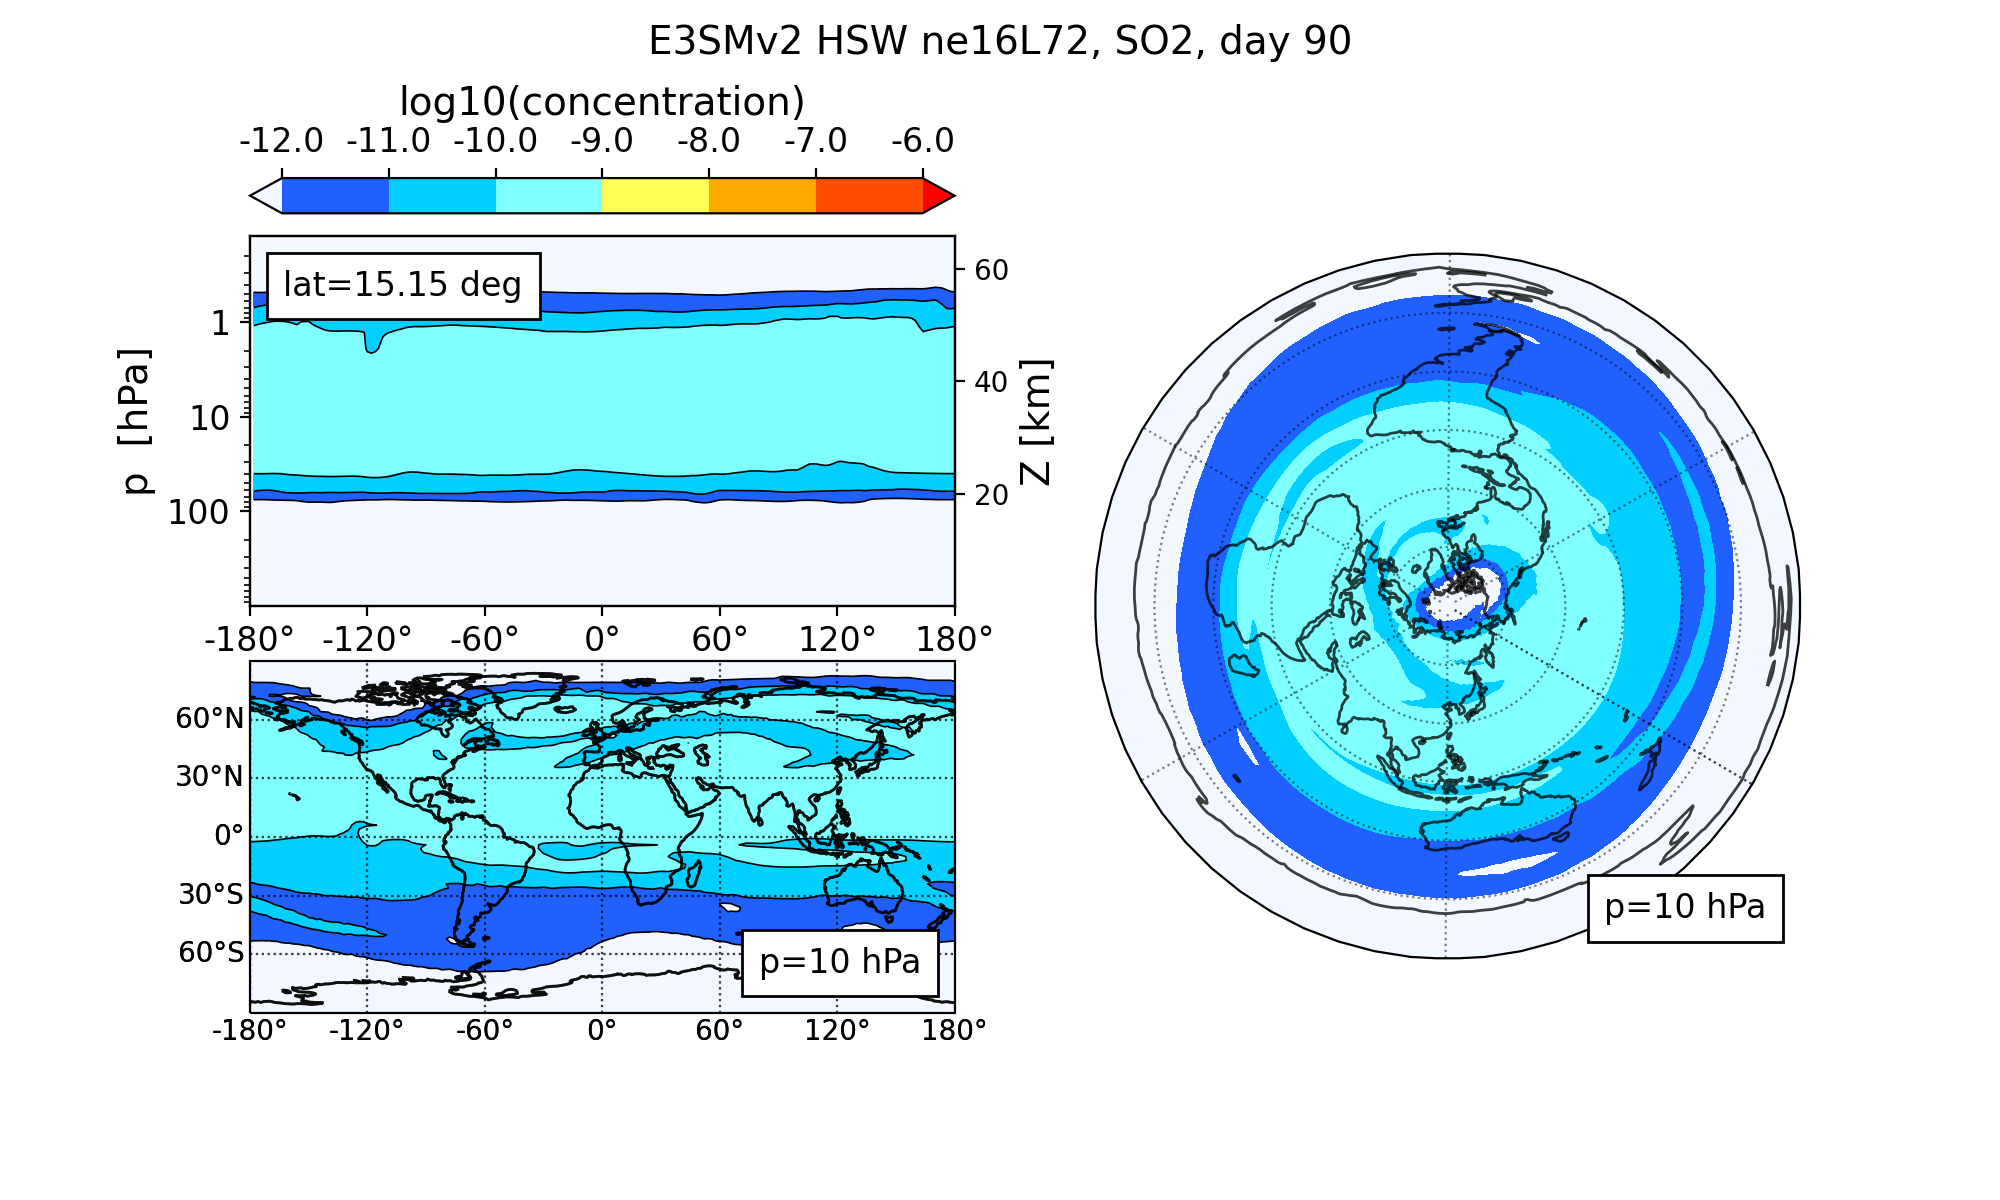 E3SMv2 HSW ne16L72, SO2, day 90
log10(concentration)
-12.0 -11.0 -10.0 -9.0 -8.0 -7.0 -6.0
lat=15.15 deg
p [hPa]
1
10
100
60
40
20
Z [km]
-180° -120° -60° 0° 60° 120° 180°
60°N
30°N
0°
30°S
60°S
p=10 hPa
-180° -120° -60° 0° 60° 120° 180°
p=10 hPa